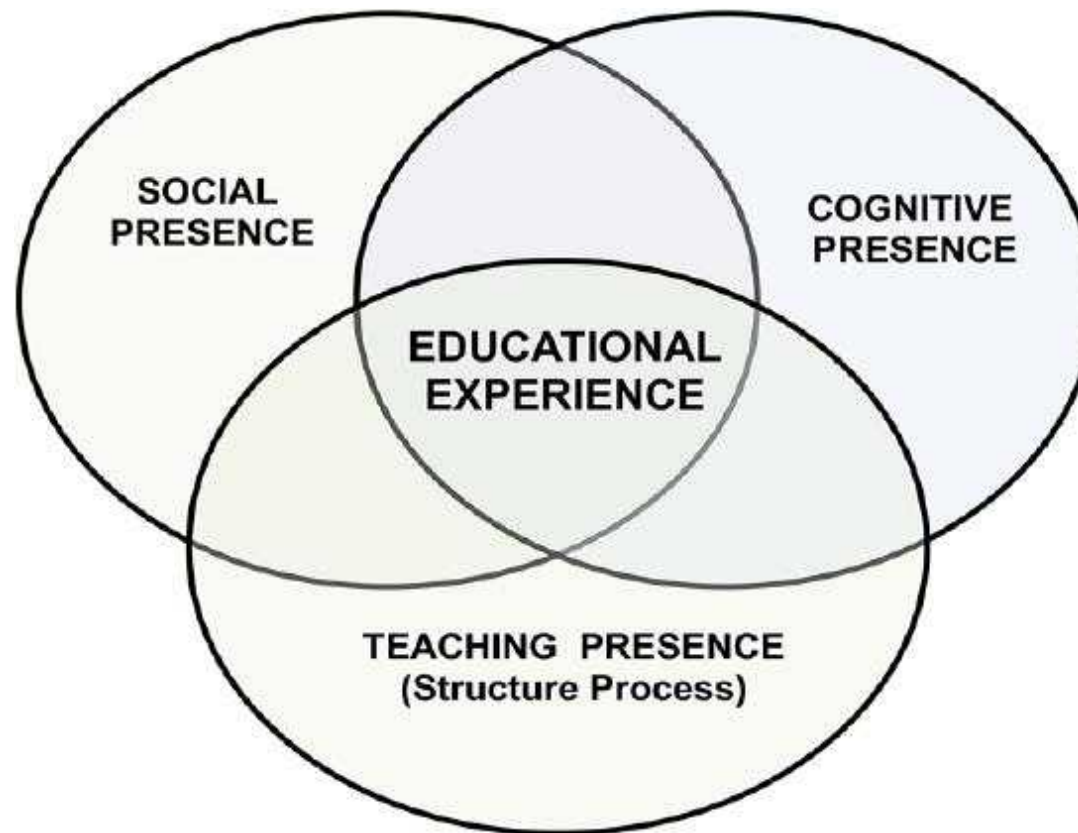 SOCIAL
PRESENCE
COGNITIVE
PRESENCE
EDUCATIONAL
EXPERIENCE
TEACHING PRESENCE
(Structure Process)